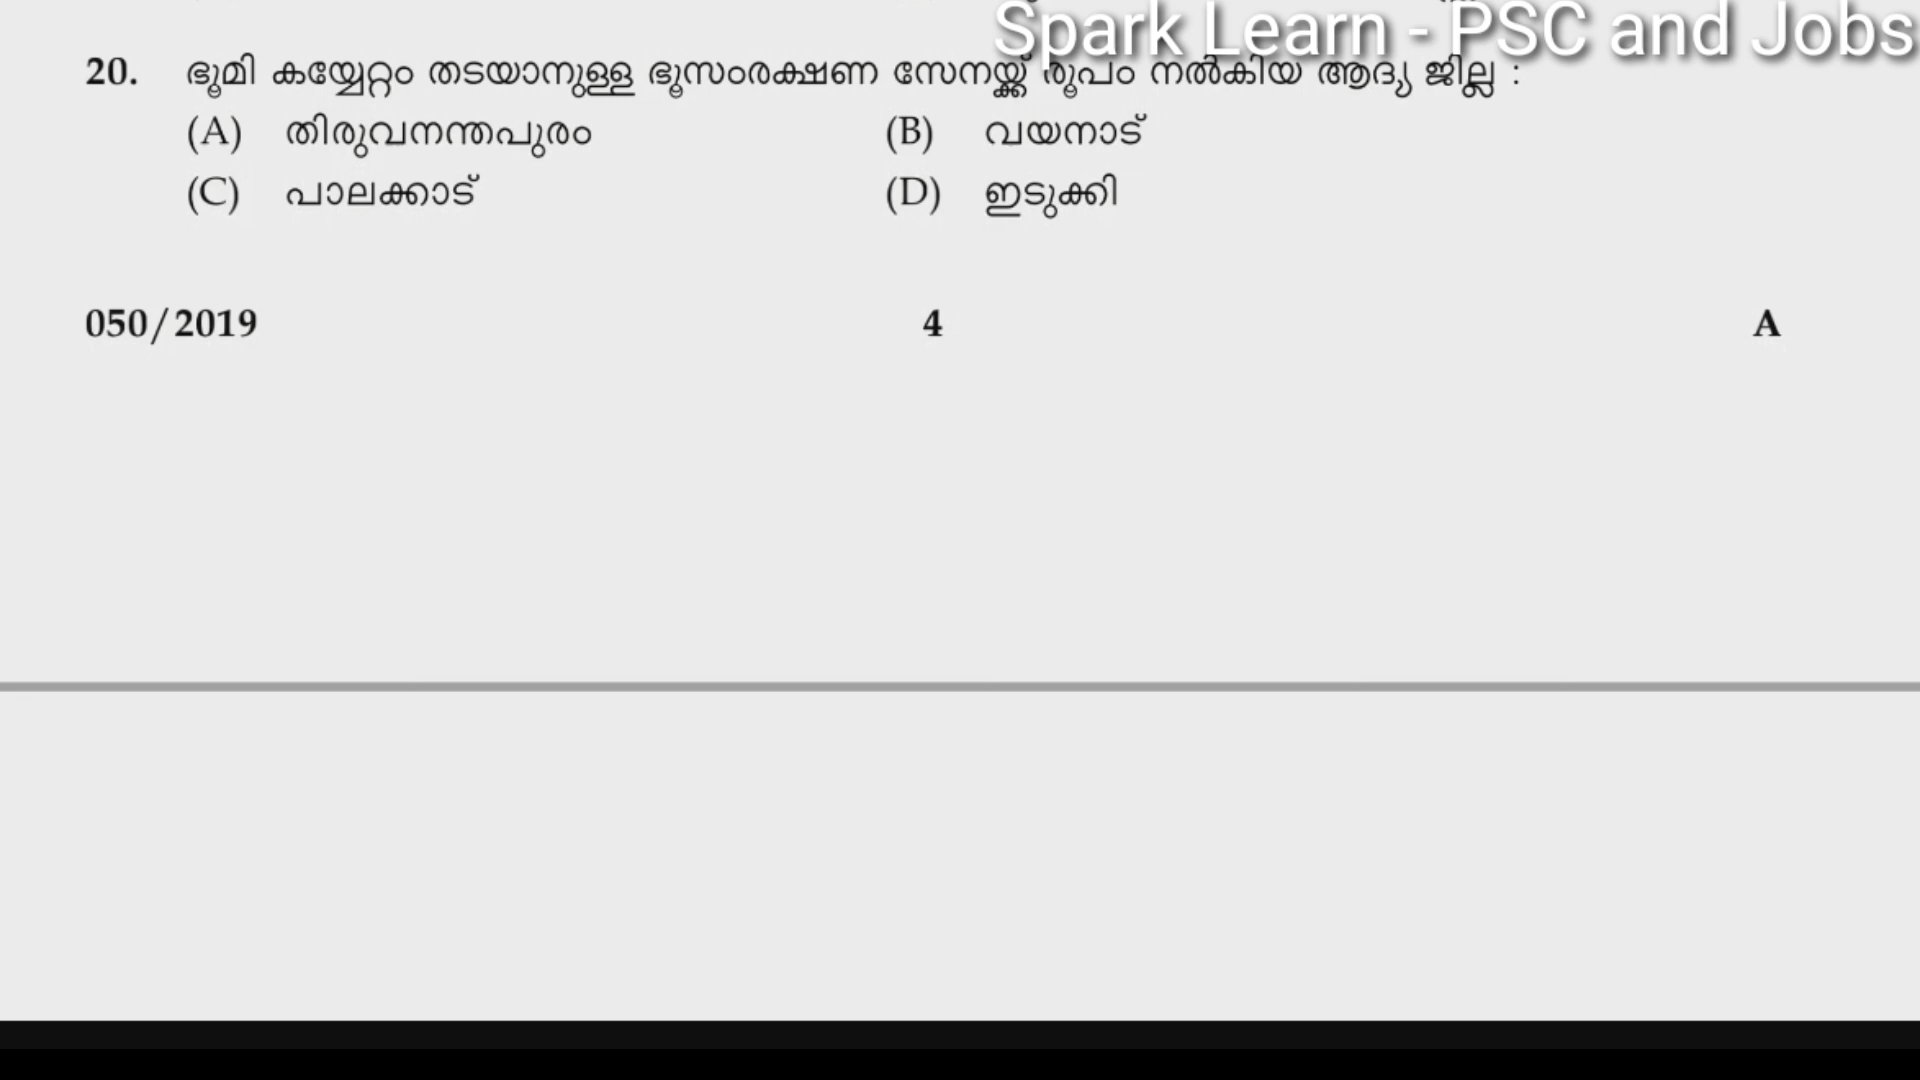 Spark Learn - PSC and Jobs
20. ഭൂമി കയ്യേറ്റം തടയാനുള്ള ഭൂസംരക്ഷണ സേനയ്ക്ക് രൂപം നൽകിയ ആദ്യ ജില്ല :
(A) തിരുവനന്തപുരം (B) വയനാട്
(C) പാലക്കാട് (D) ഇടുക്കി
050/2019 4 A